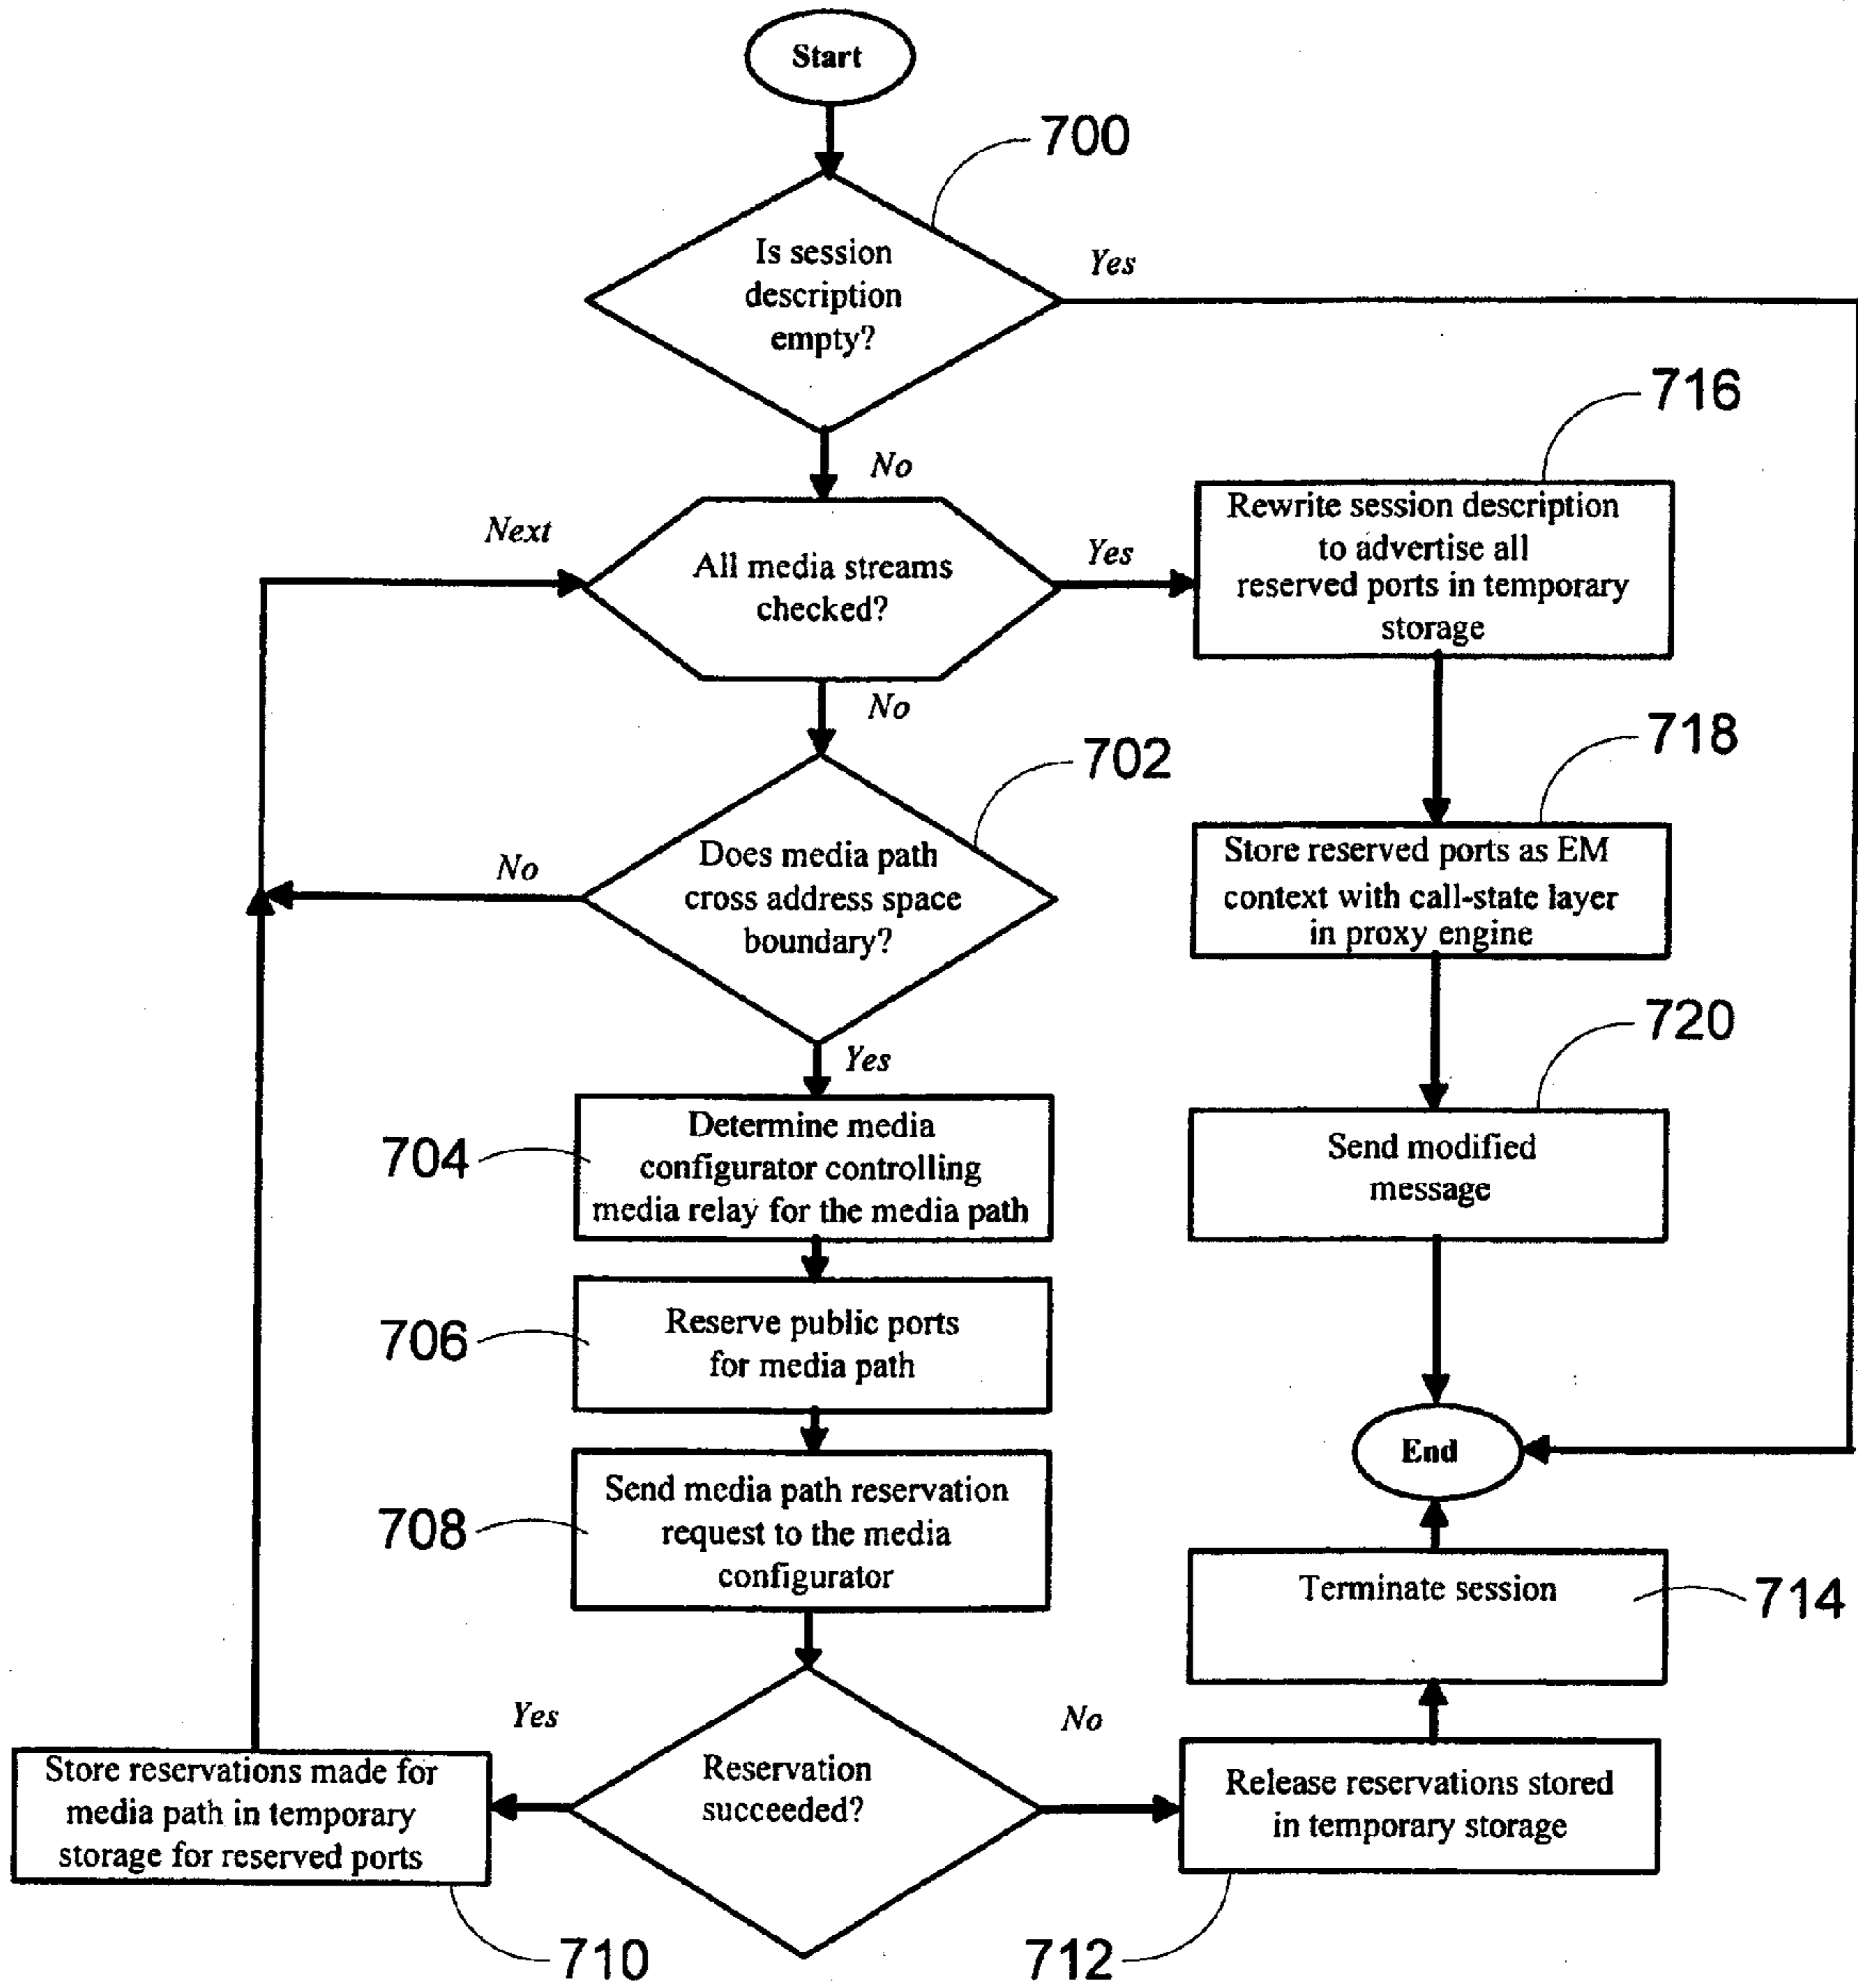 Start
700
Is session
description
empty?
Yes
No
716
Rewrite session description
to advertise all
reserved ports in temporary
storage
Next
All media streams
checked?
Yes
No
702
718
Does media path
cross address space
boundary?
No
Store reserved ports as EM
context with call-state layer
in proxy engine
Yes
720
704
Determine media
configurator controlling
media relay for the media path
Send modified
message
706
Reserve public ports
for media path
End
708
Send media path reservation
request to the media
configurator
Terminate session
714
Yes
No
Store reservations made for
media path in temporary
storage for reserved ports
Reservation
succeeded?
Release reservations stored
in temporary storage
710
712